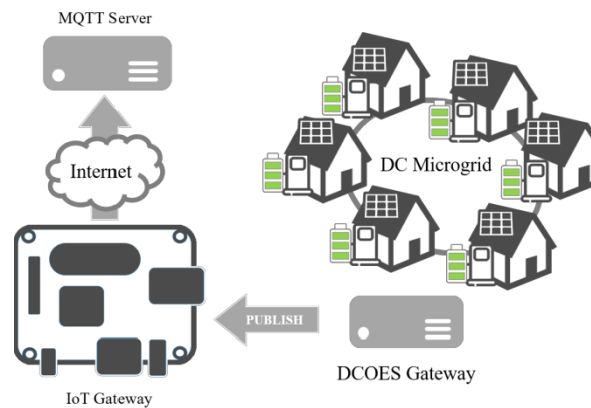 MQTT Server
Internet
DC Microgrid
PUBLISH
DCOES Gateway
IoT Gateway